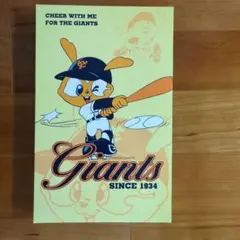 CHEER WITH ME
FOR THE GIANTS
Giants
SINCE 1934